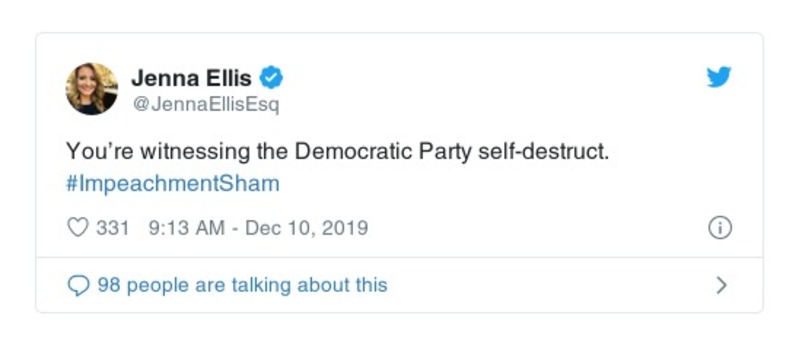 Jenna Ellis
@JennaEllisEsq
You’re witnessing the Democratic Party self-destruct.
#ImpeachmentSham
331 9:13 AM - Dec 10, 2019
98 people are talking about this